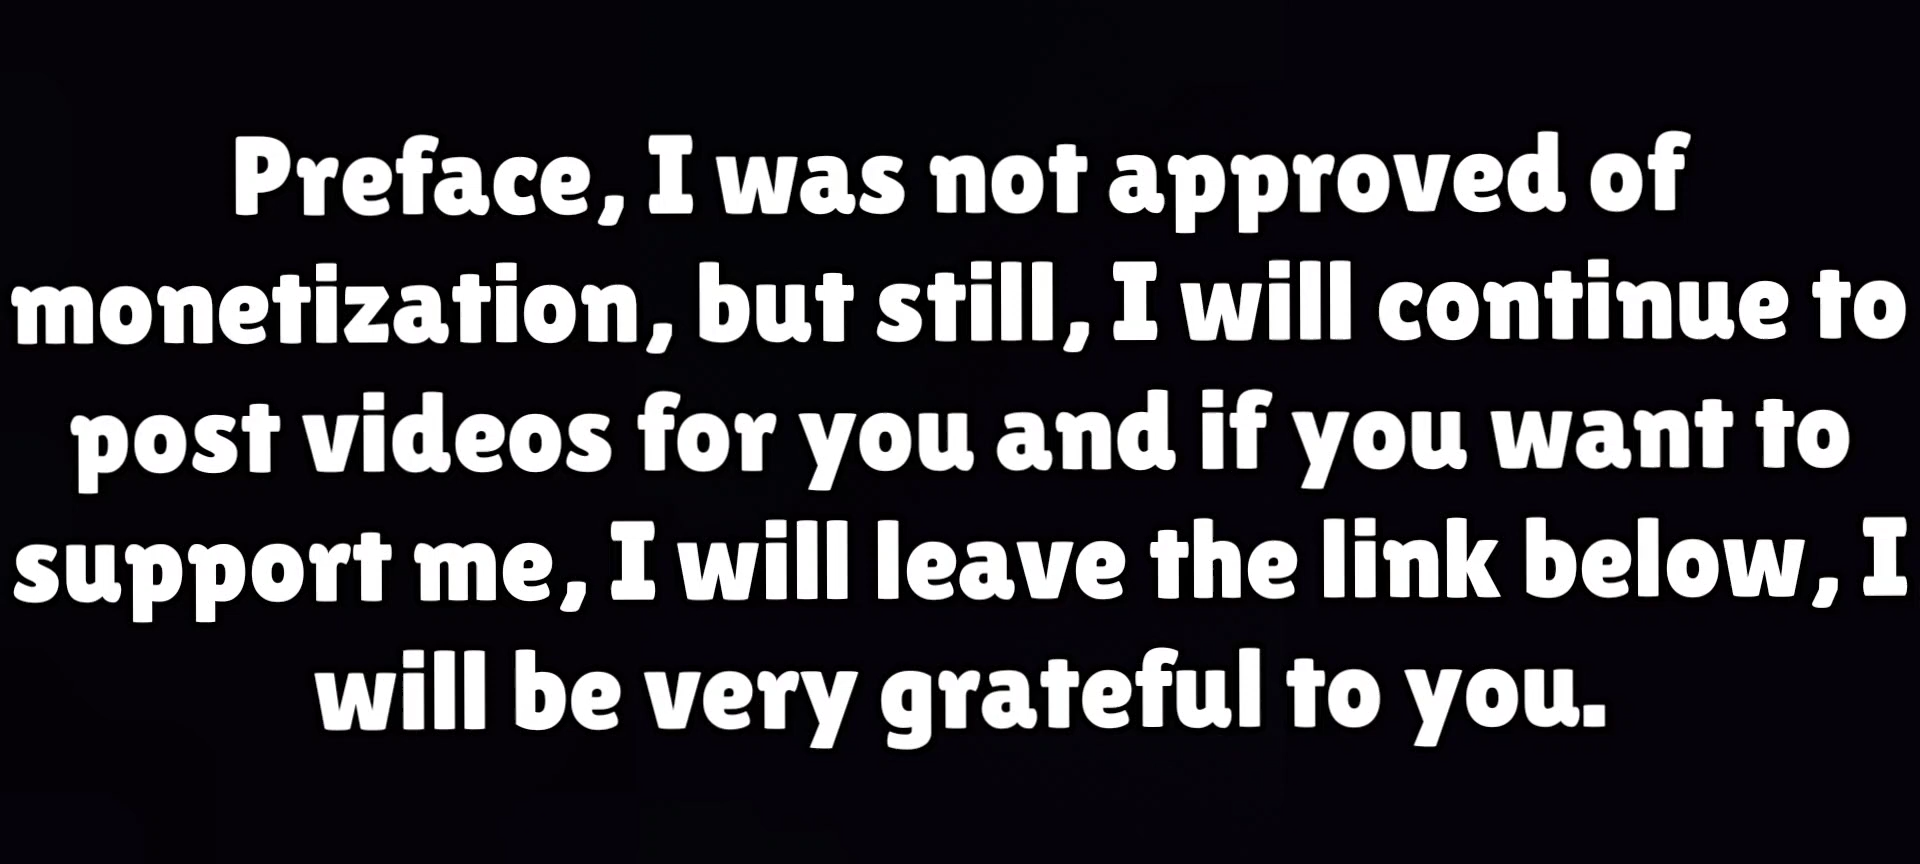 Preface, I was not approved of
monetization, but still, I will continue to
post videos for you and if you want to
support me, I will leave the link below, I
will be very grateful to you.